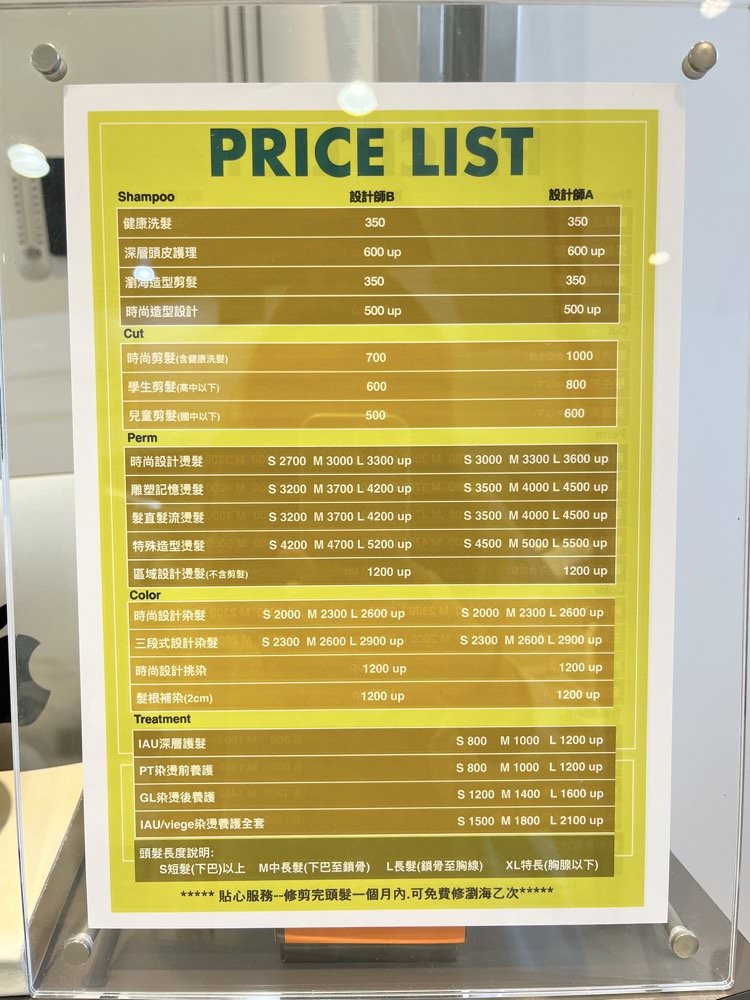 PRICE LIST
Shampoo 設計師B 設計師A
健康洗髮 350 350
深層頭皮護理 600 up 600 up
瀏海造型剪髮 350 350
時尚造型設計 500 up 500 up
Cut
時尚剪髮(含健康洗髮) 700 1000
學生剪髮(高中以下) 600 800
兒童剪髮(國中以下) 500 600
Perm
時尚設計燙髮 S 2700 M 3000 L 3300 up S 3000 M 3300 L 3600 up
雕塑記憶燙髮 S 3200 M 3700 L 4200 up S 3500 M 4000 L 4500 up
髮直髮流燙髮 S 3200 M 3700 L 4200 up S 3500 M 4000 L 4500 up
特殊造型燙髮 S 4200 M 4700 L 5200 up S 4500 M 5000 L 5500 up
區域設計燙髮(不含剪髮) 1200 up 1200 up
Color
時尚設計染髮 S 2000 M 2300 L 2600 up S 2000 M 2300 L 2600 up
三段式設計染髮 S 2300 M 2600 L 2900 up S 2300 M 2600 L 2900 up
時尚設計挑染 1200 up 1200 up
髮根補染(2cm) 1200 up 1200 up
Treatment
IAU深層護髮 S 800 M 1000 L 1200 up
PT染燙前養護 S 800 M 1000 L 1200 up
GL染燙後養護 S 1200 M 1400 L 1600 up
IAU/viege染燙養護全套 S 1500 M 1800 L 2100 up
頭髮長度說明:
S短髮(下巴)以上 M中長髮(下巴至鎖骨) L長髮(鎖骨至胸線) XL特長(胸腺以下)
***** 貼心服務--修剪完頭髮一個月內.可免費修瀏海乙次*****